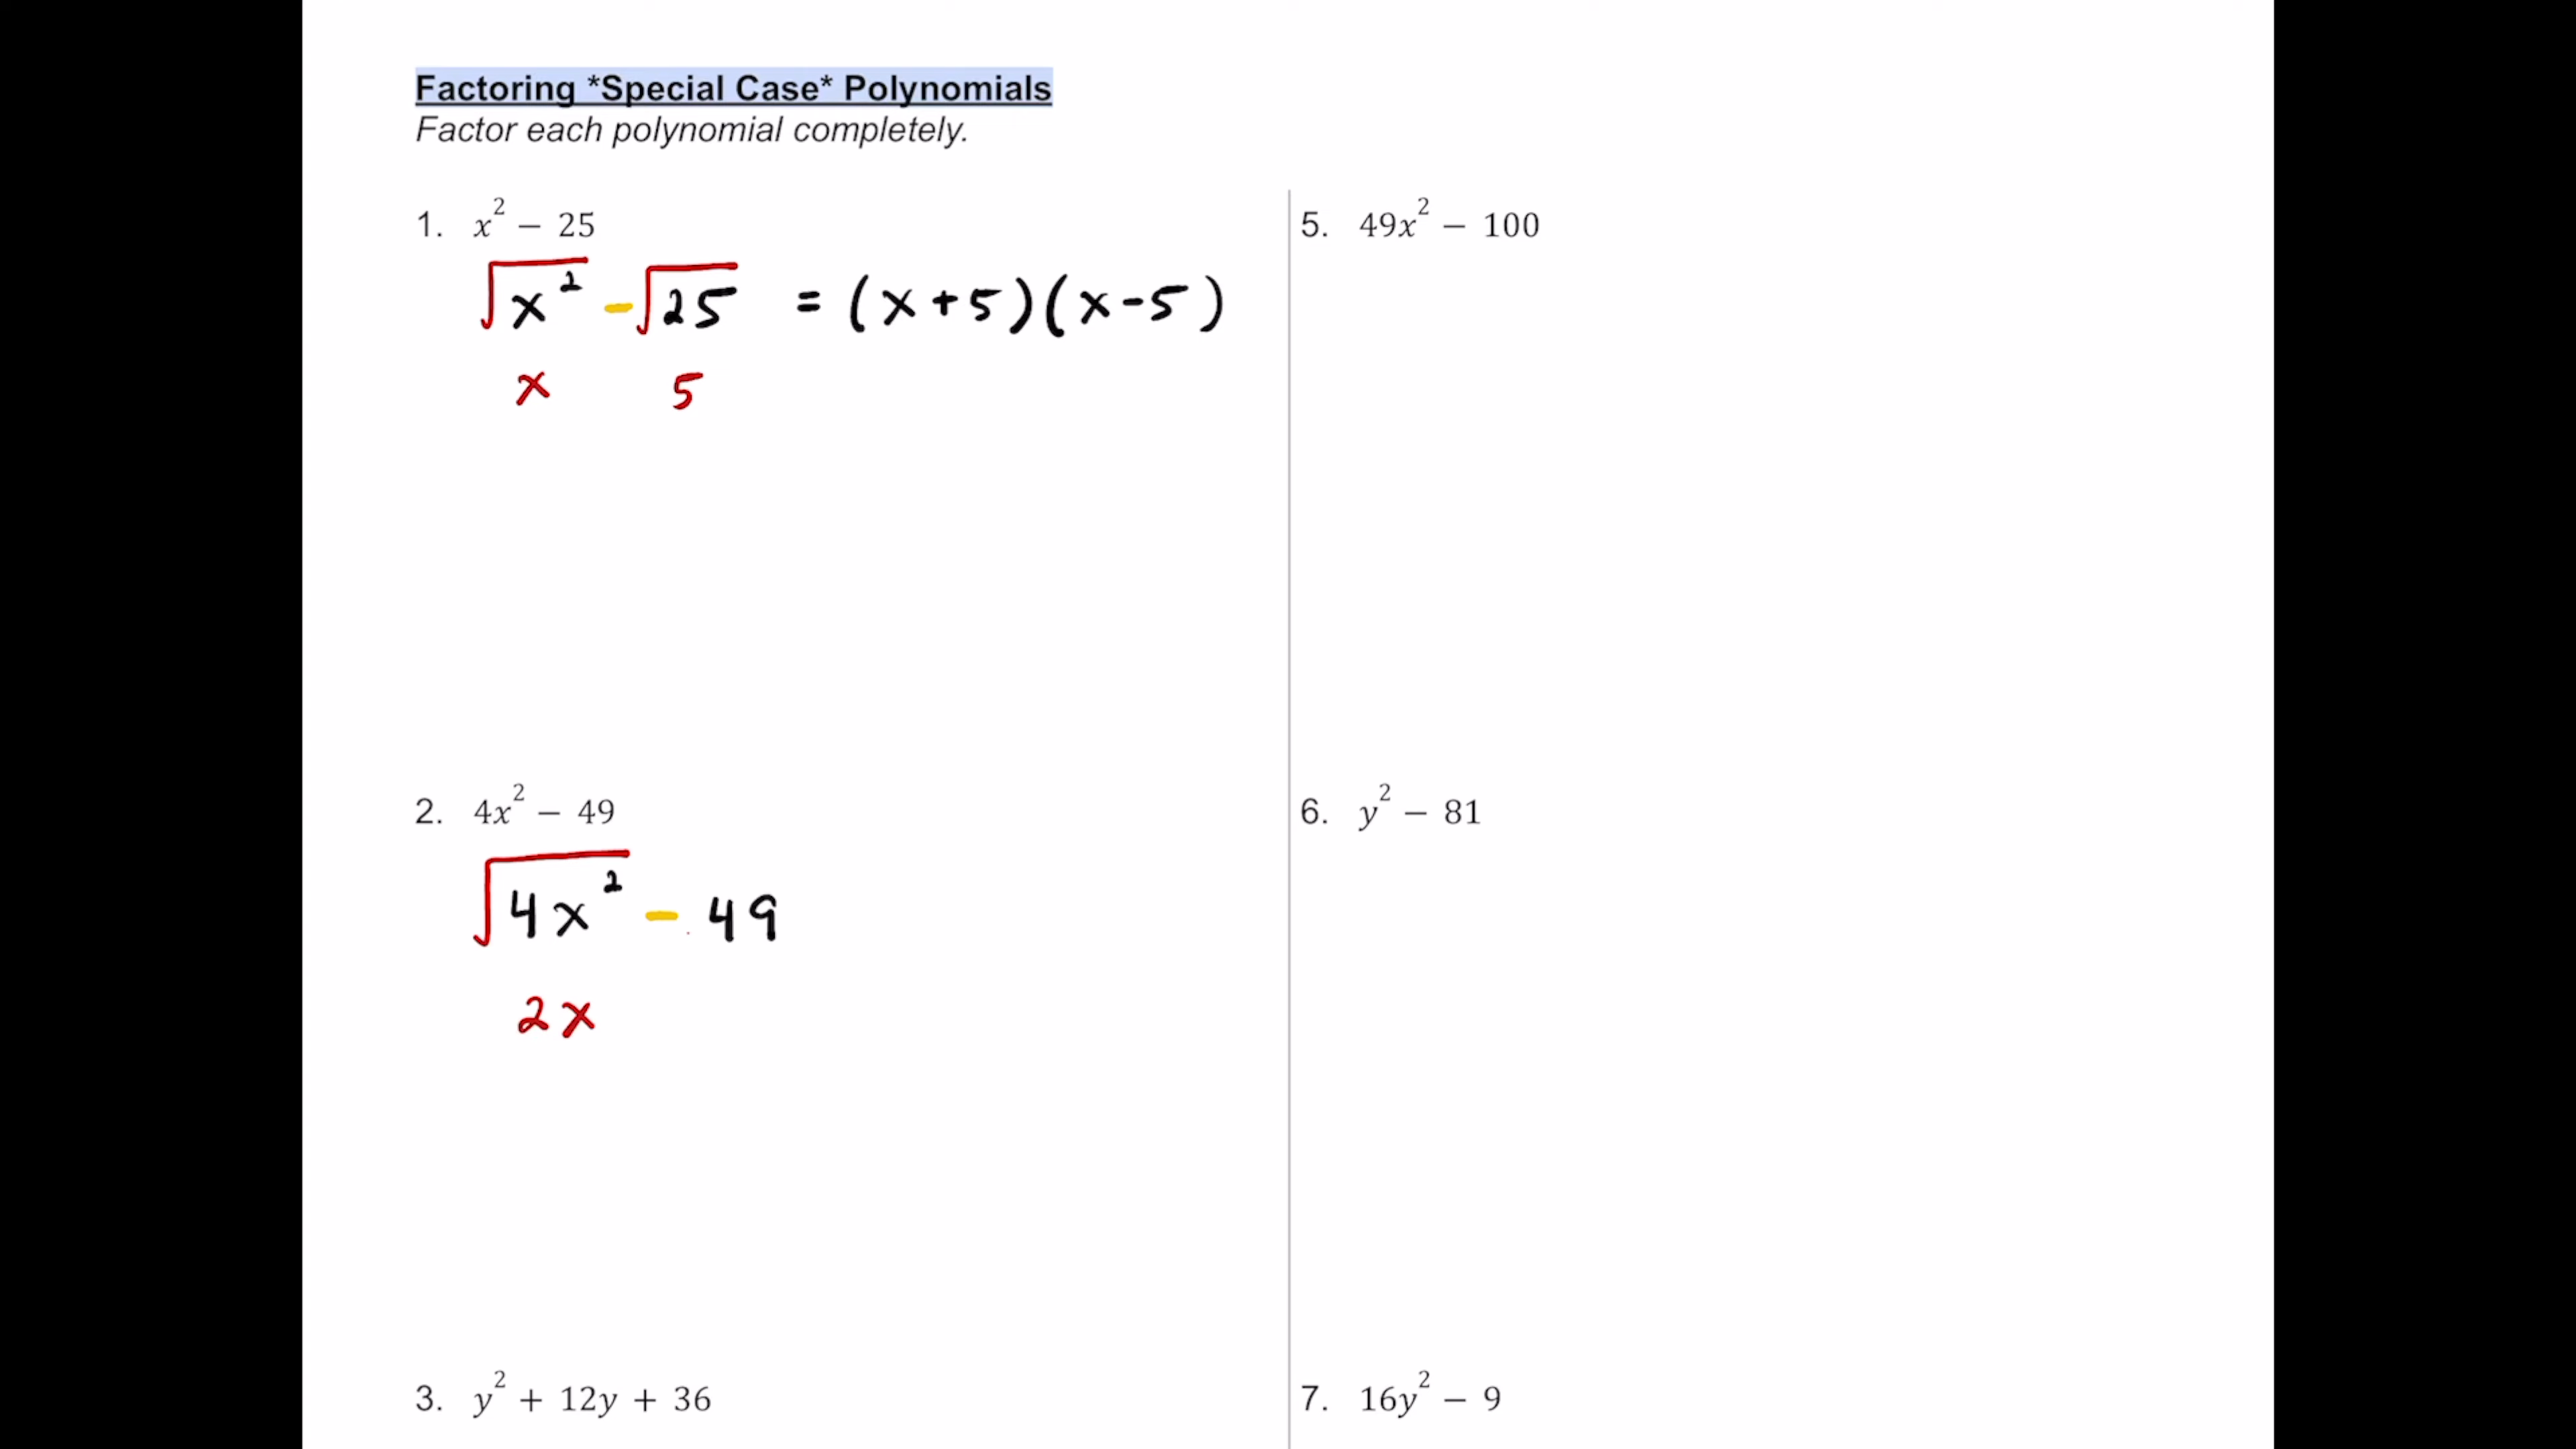 Factoring *Special Case* Polynomials
Factor each polynomial completely.
1. x² − 25
√x² - √25 = (x+5)(x-5)
x 5
2. 4x² − 49
√4x² - 49
2x
3. y² + 12y + 36
5. 49x² − 100
6. y² − 81
7. 16y² − 9